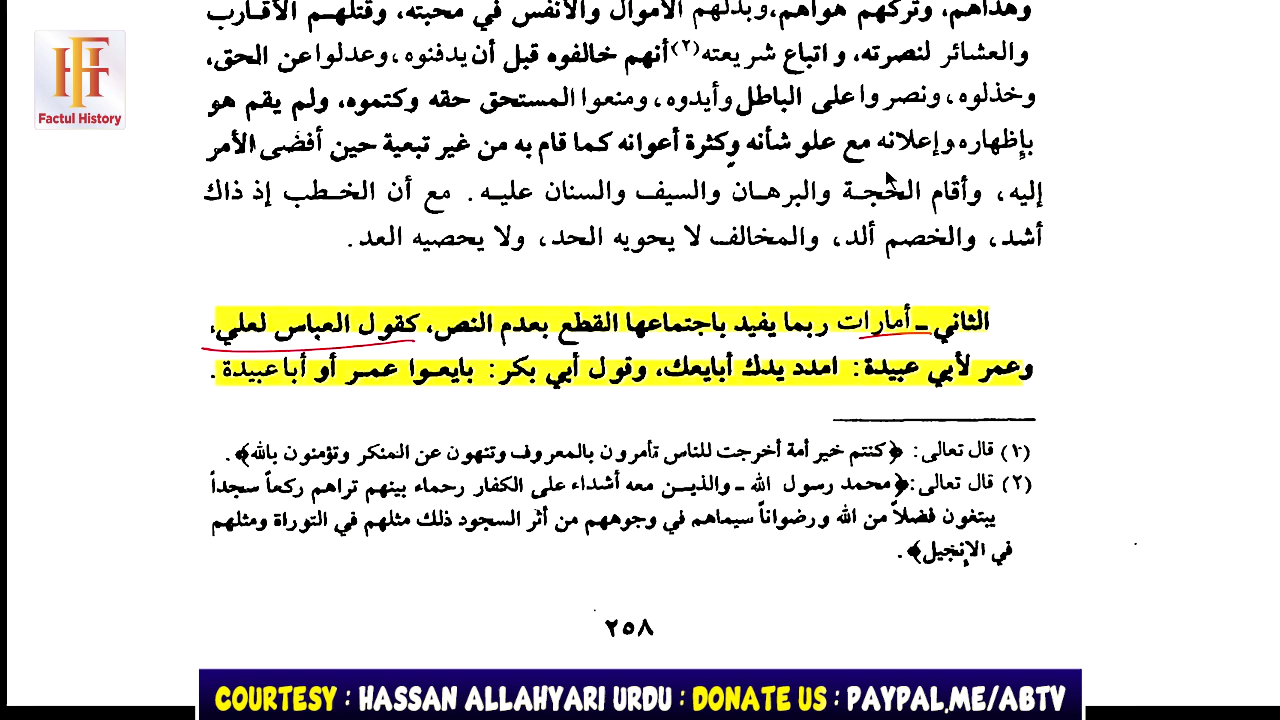 وهداهم، وتركهم هواهم، وبذلهم الأموال والأنفس في محبته، وقتلهم الأقارب
والعشائر لنصرته، واتباع شريعته(٢) أنهم خالفوه قبل أن يدفنوه، وعدلوا عن الحق،
وخذلوه، ونصروا على الباطل وأيدوه، ومنعوا المستحق حقه وكتموه، ولم يقم هو
بإظهاره وإعلانه مع علو شأنه وكثرة أعوانه كما قام به من غير تبعية حين أفضى الأمر
إليه، وأقام الحجة والبرهان والسيف والسنان عليه. مع أن الخطب إذ ذاك
أشد، والخصم ألد، والمخالف لا يحويه الحد، ولا يحصيه العد.
الثاني ـ أمارات ربما يفيد باجتماعها القطع بعدم النص، كقول العباس لعلي،
وعمر لأبي عبيدة: امدد يدك أبايعك، وقول أبي بكر: بايعوا عمر أو أبا عبيدة.
(١) قال تعالى: ﴿كنتم خير أمة أخرجت للناس تأمرون بالمعروف وتنهون عن المنكر وتؤمنون بالله﴾.
(٢) قال تعالى: ﴿محمد رسول الله ـ والذين معه أشداء على الكفار رحماء بينهم تراهم ركعاً سجداً
يبتغون فضلاً من الله ورضواناً سيماهم في وجوههم من أثر السجود ذلك مثلهم في التوراة ومثلهم
في الإنجيل﴾.
٢٥٨
Factul History
COURTESY : HASSAN ALLAHYARI URDU : DONATE US : PAYPAL.ME/ABTV